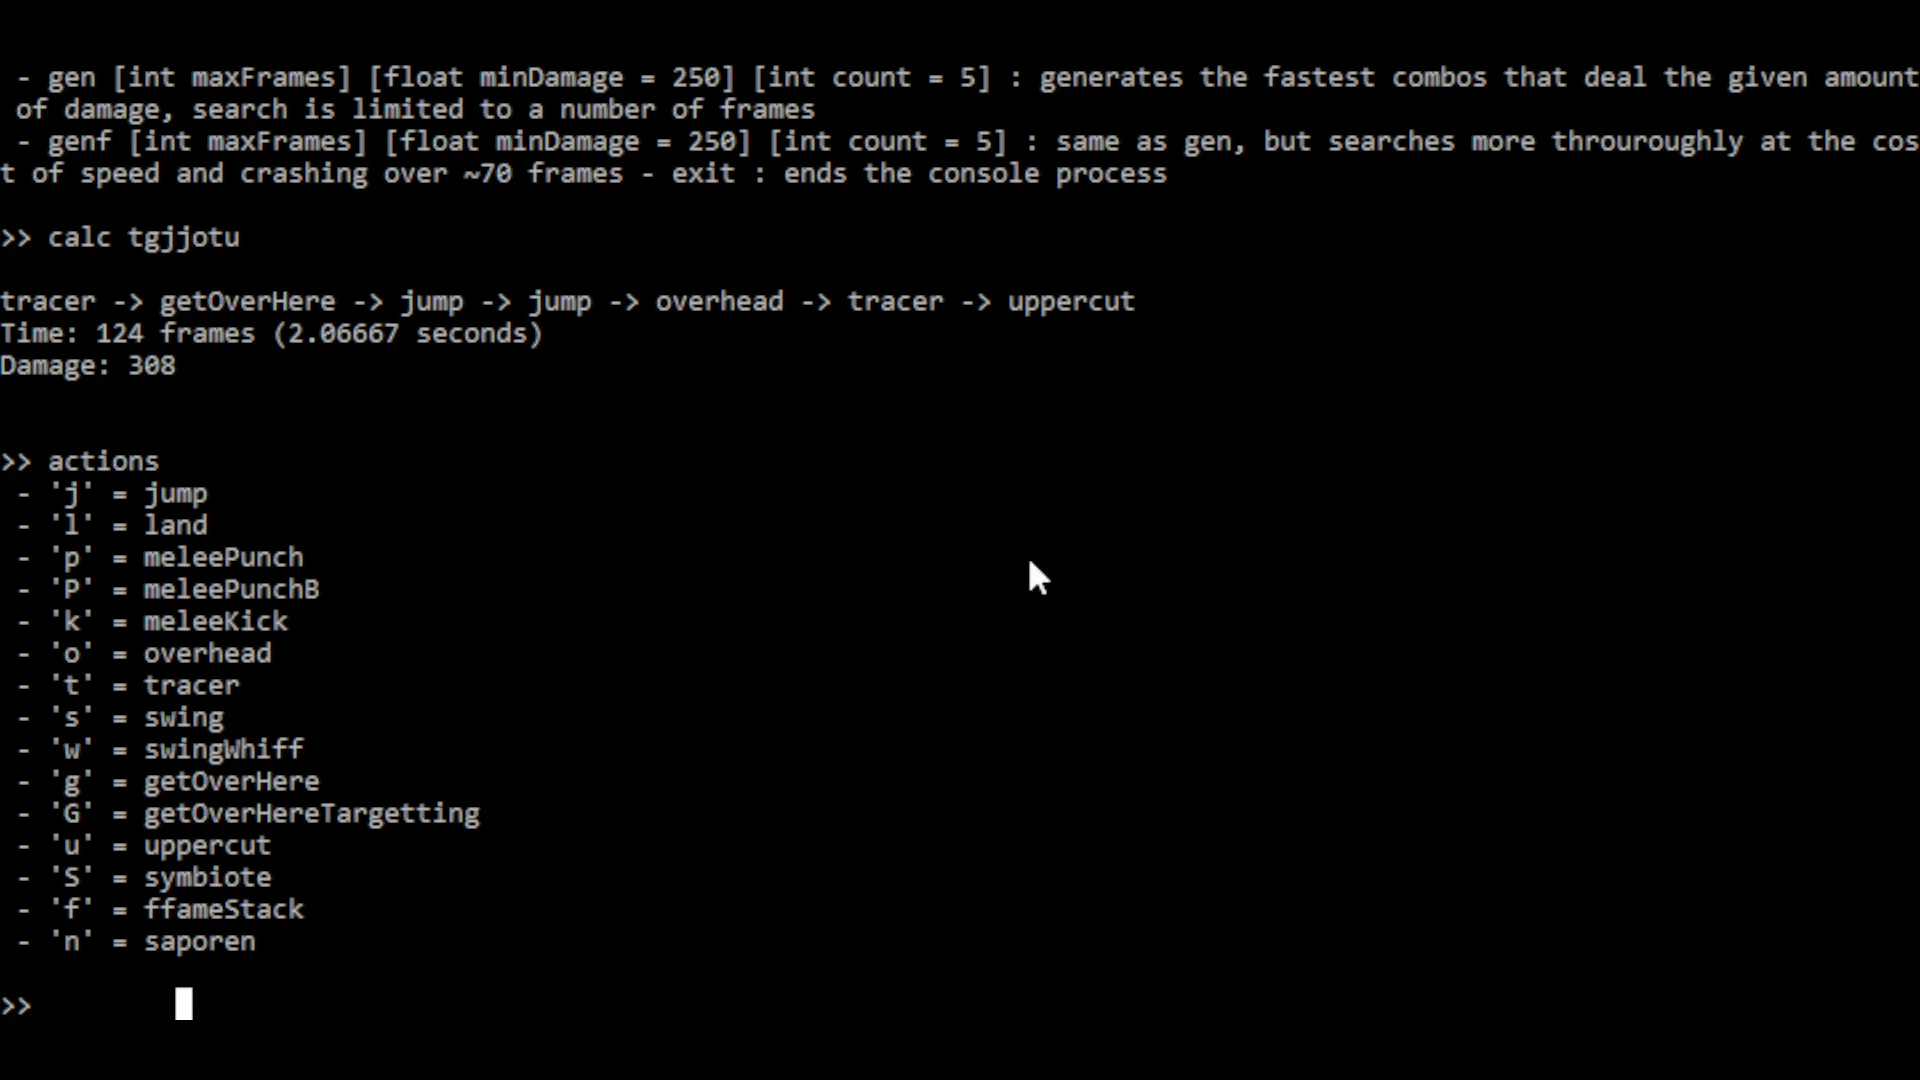 - gen [int maxFrames] [float minDamage = 250] [int count = 5] : generates the fastest combos that deal the given amount
of damage, search is limited to a number of frames
- genf [int maxFrames] [float minDamage = 250] [int count = 5] : same as gen, but searches more throuroughly at the cos
t of speed and crashing over ~70 frames - exit : ends the console process
>> calc tgjjotu
tracer -> getOverHere -> jump -> jump -> overhead -> tracer -> uppercut
Time: 124 frames (2.06667 seconds)
Damage: 308
>> actions
- 'j' = jump
- 'l' = land
- 'p' = meleePunch
- 'P' = meleePunchB
- 'k' = meleeKick
- 'o' = overhead
- 't' = tracer
- 's' = swing
- 'w' = swingWhiff
- 'g' = getOverHere
- 'G' = getOverHereTargetting
- 'u' = uppercut
- 'S' = symbiote
- 'f' = ffameStack
- 'n' = saporen
>>